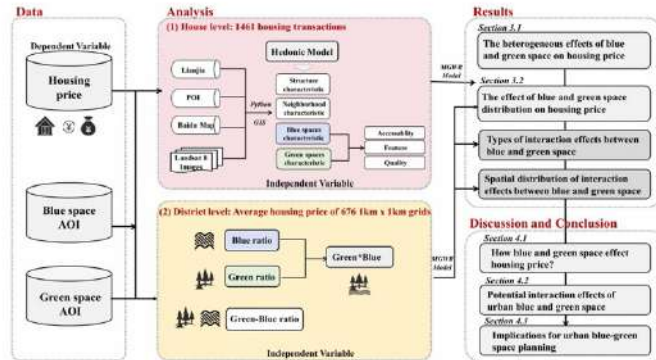 Data
Dependent Variable
Housing
price
Blue space
AOI
Green space
AOI
Analysis
(1) House level: 1461 housing transactions
Hedonic Model
Lianjia
POI
Baidu Map
Landsat 8
Images
Python
GIS
Structure
characteristic
Neighborhood
characteristic
Blue spaces
characteristic
Green spaces
characteristic
Accessibility
Features
Quality
Independent Variable
(2) District level: Average housing price of 676 1km x 1km grids
Blue ratio
Green ratio
Green*Blue
Green-Blue ratio
Independent Variable
MGWR
Model
MGWR
Model
Results
Section 3.1
The heterogeneous effects of blue
and green space on housing price
Section 3.2
The effect of blue and green space
distribution on housing price
Types of interaction effects between
blue and green space
Spatial distribution of interaction
effects between blue and green space
Discussion and Conclusion
Section 4.1
How blue and green space effect
housing price?
Section 4.2
Potential interaction effects of
urban blue and green space
Section 4.3
Implications for urban blue-green
space planning